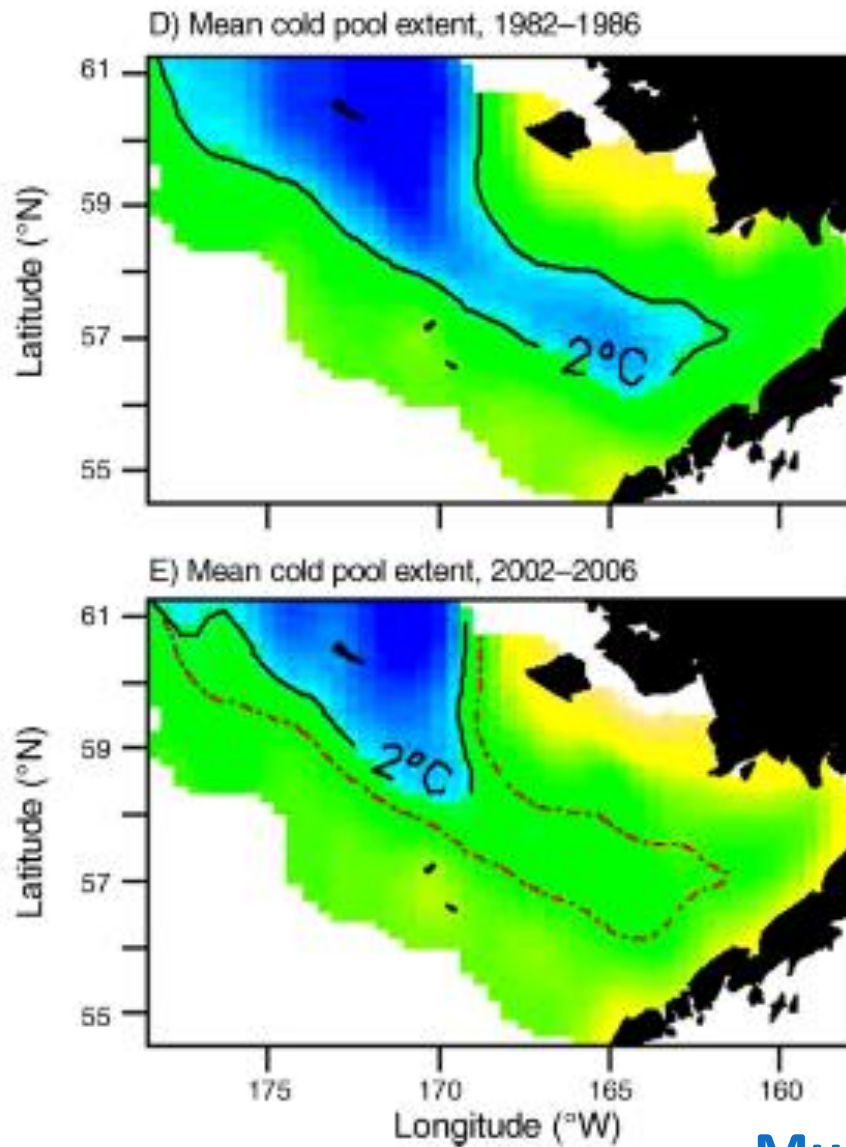 D) Mean cold pool extent, 1982–1986
61
59
57
55
Latitude (°N)
2°C
E) Mean cold pool extent, 2002–2006
61
59
57
55
Latitude (°N)
2°C
175 170 165 160
Longitude (°W)